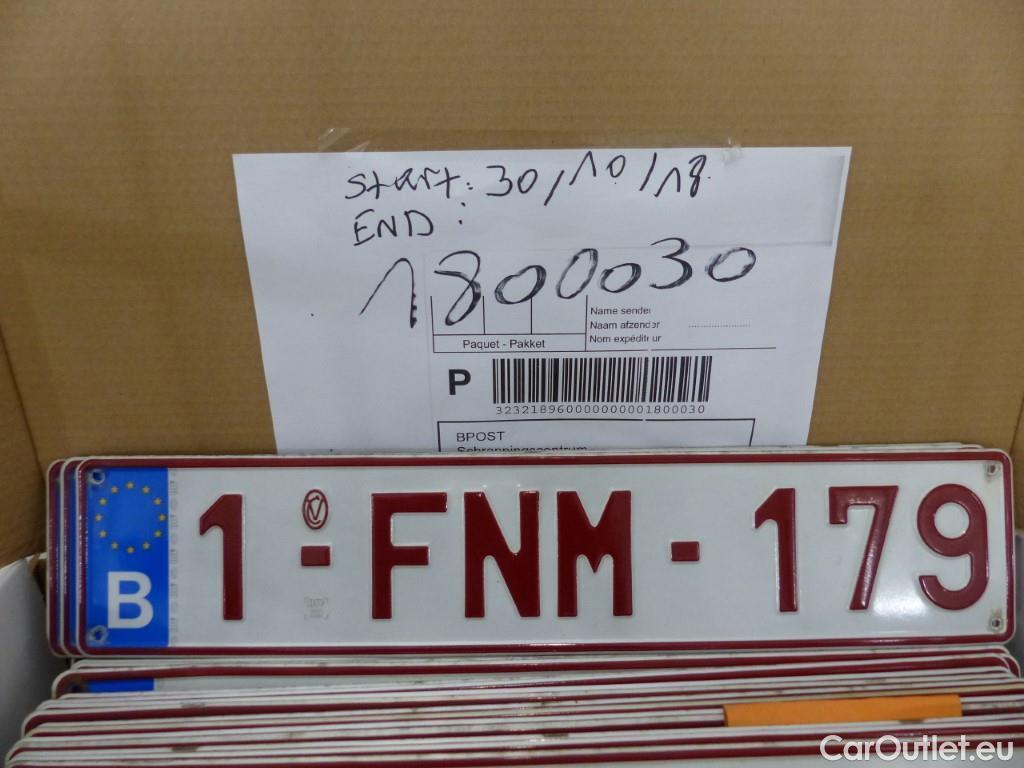 Start: 30/10/18.
END:
1800030
Name sender
Naam afzender ....................
Nom expéditeur
Paquet - Pakket
P
3232189600000000001800030
BPOST
B 1-FNM-179
CarOutlet.eu